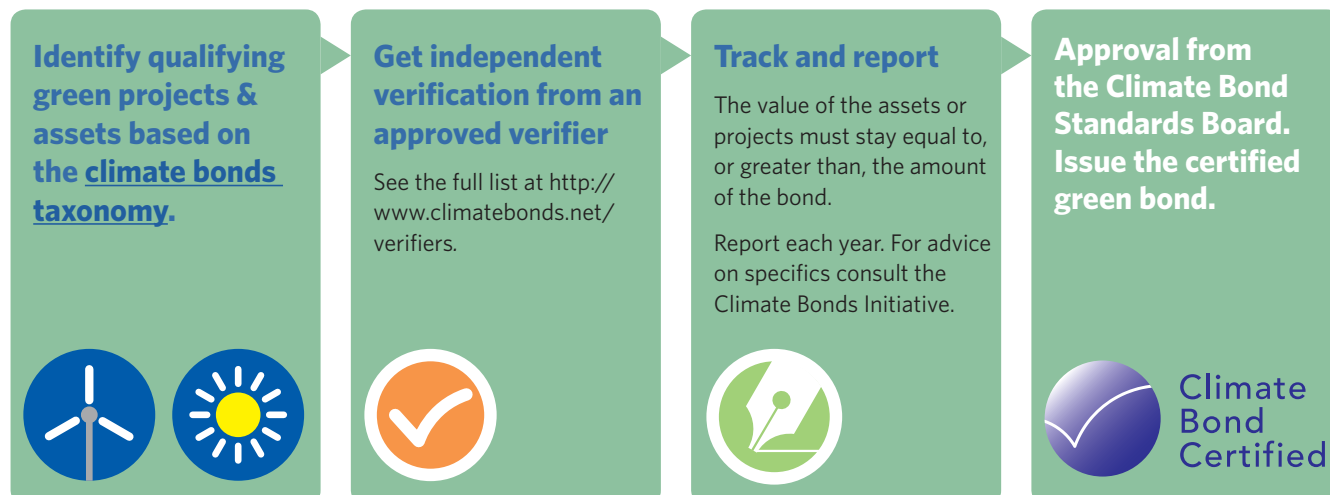 Identify qualifying
green projects &
assets based on
the climate bonds
taxonomy.
Get independent
verification from an
approved verifier
See the full list at http://
www.climatebonds.net/
verifiers.
Track and report
The value of the assets or
projects must stay equal to,
or greater than, the amount
of the bond.
Report each year. For advice
on specifics consult the
Climate Bonds Initiative.
Approval from
the Climate Bond
Standards Board.
Issue the certified
green bond.
Climate
Bond
Certified